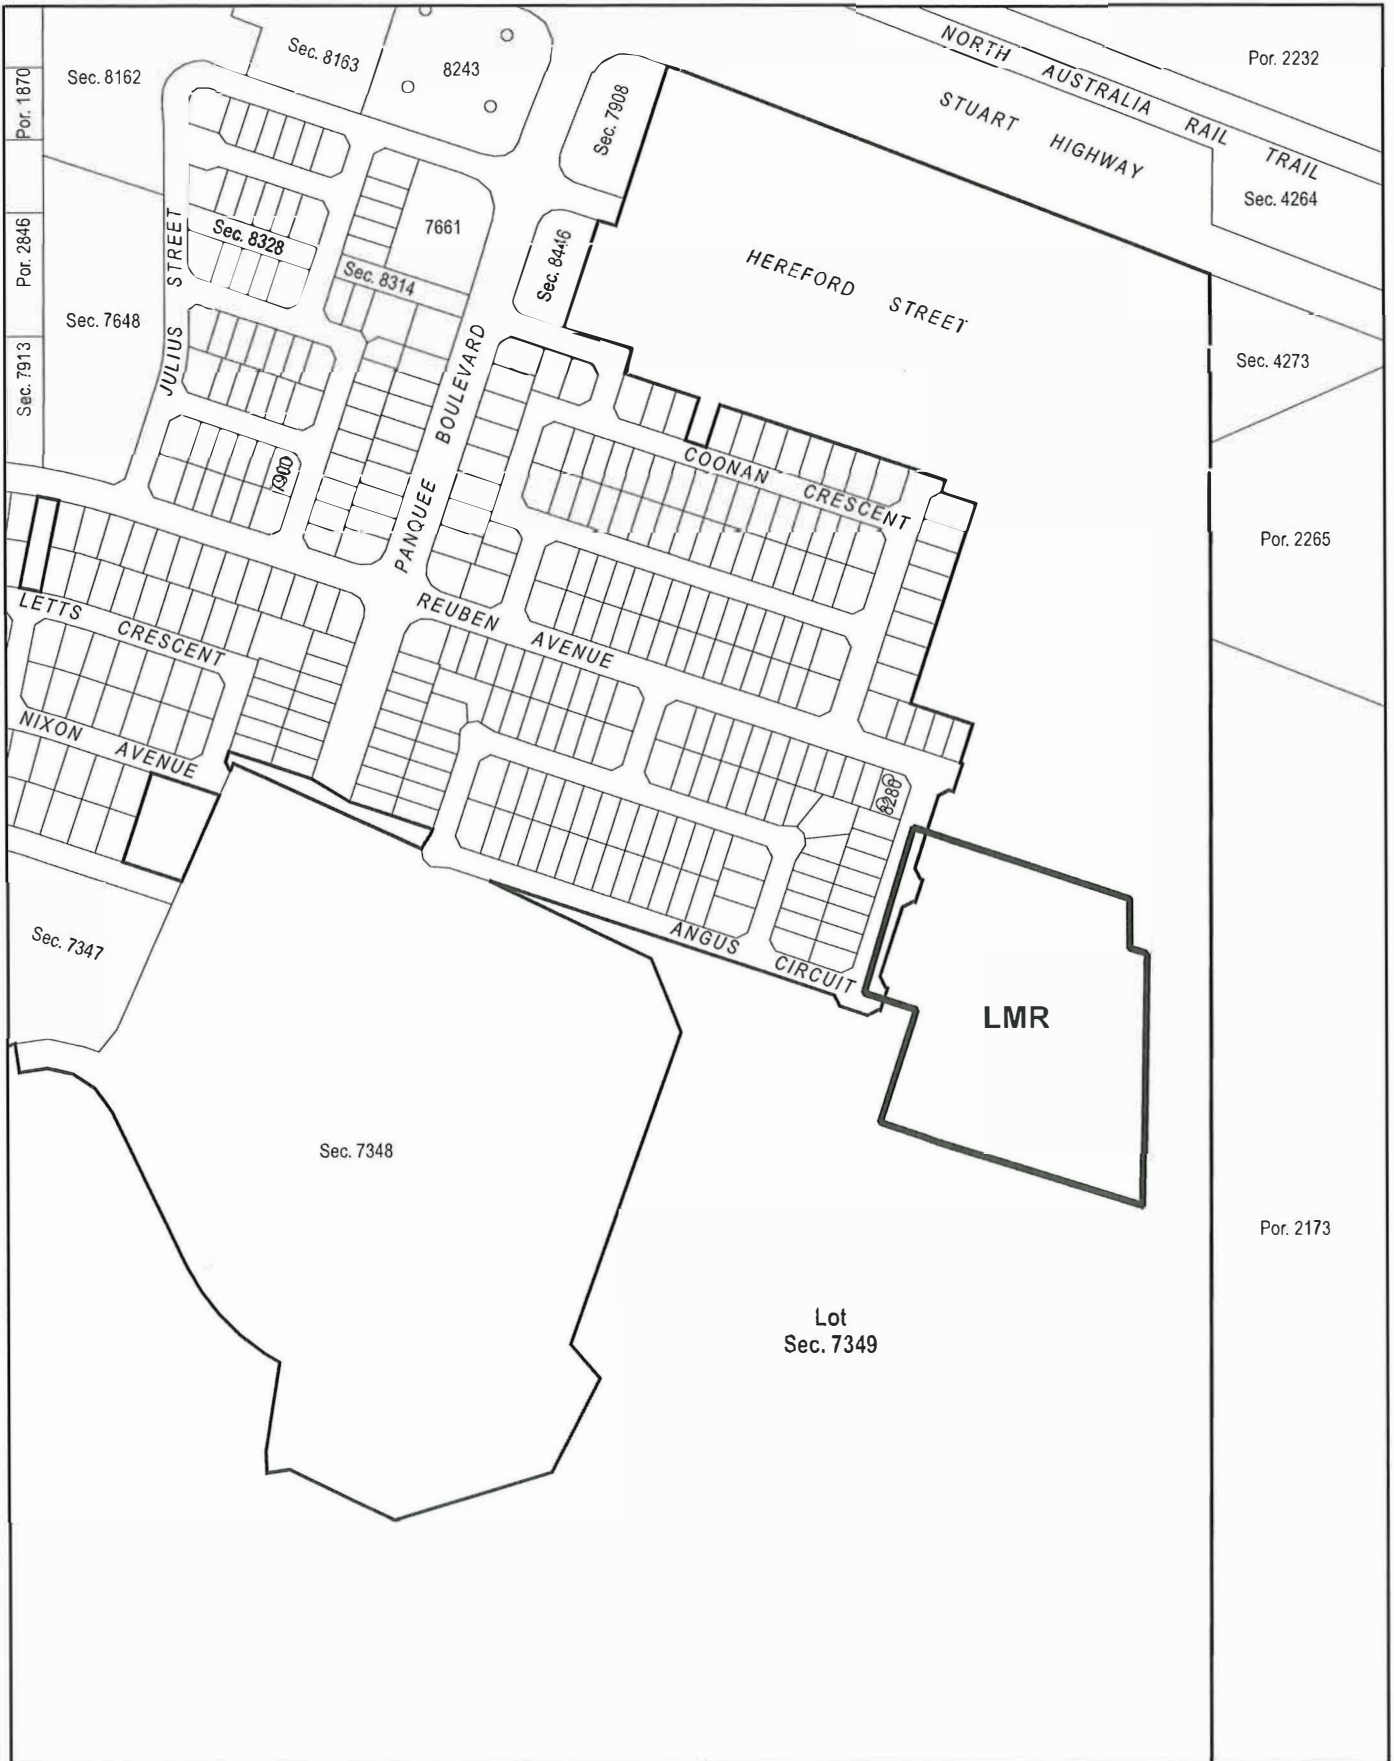 NORTH AUSTRALIA RAIL TRAIL
Por. 2232
Sec. 8163
8243
Sec. 8162
Por. 1870
Sec. 7908
STUART HIGHWAY
Sec. 4264
7661
Sec. 8328
Por. 2846
JULIUS STREET
Sec. 8446
HEREFORD STREET
Sec. 8314
Sec. 7648
Sec. 7913
Sec. 4273
PANQUEE BOULEVARD
7900
COONAN CRESCENT
Por. 2265
LETTS CRESCENT
REUBEN AVENUE
NIXON AVENUE
8280
Sec. 7347
ANGUS CIRCUIT
LMR
Sec. 7348
Por. 2173
Lot
Sec. 7349